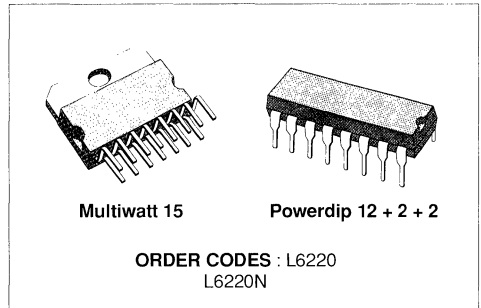 Multiwatt 15 Powerdip 12 + 2 + 2
ORDER CODES : L6220
L6220N